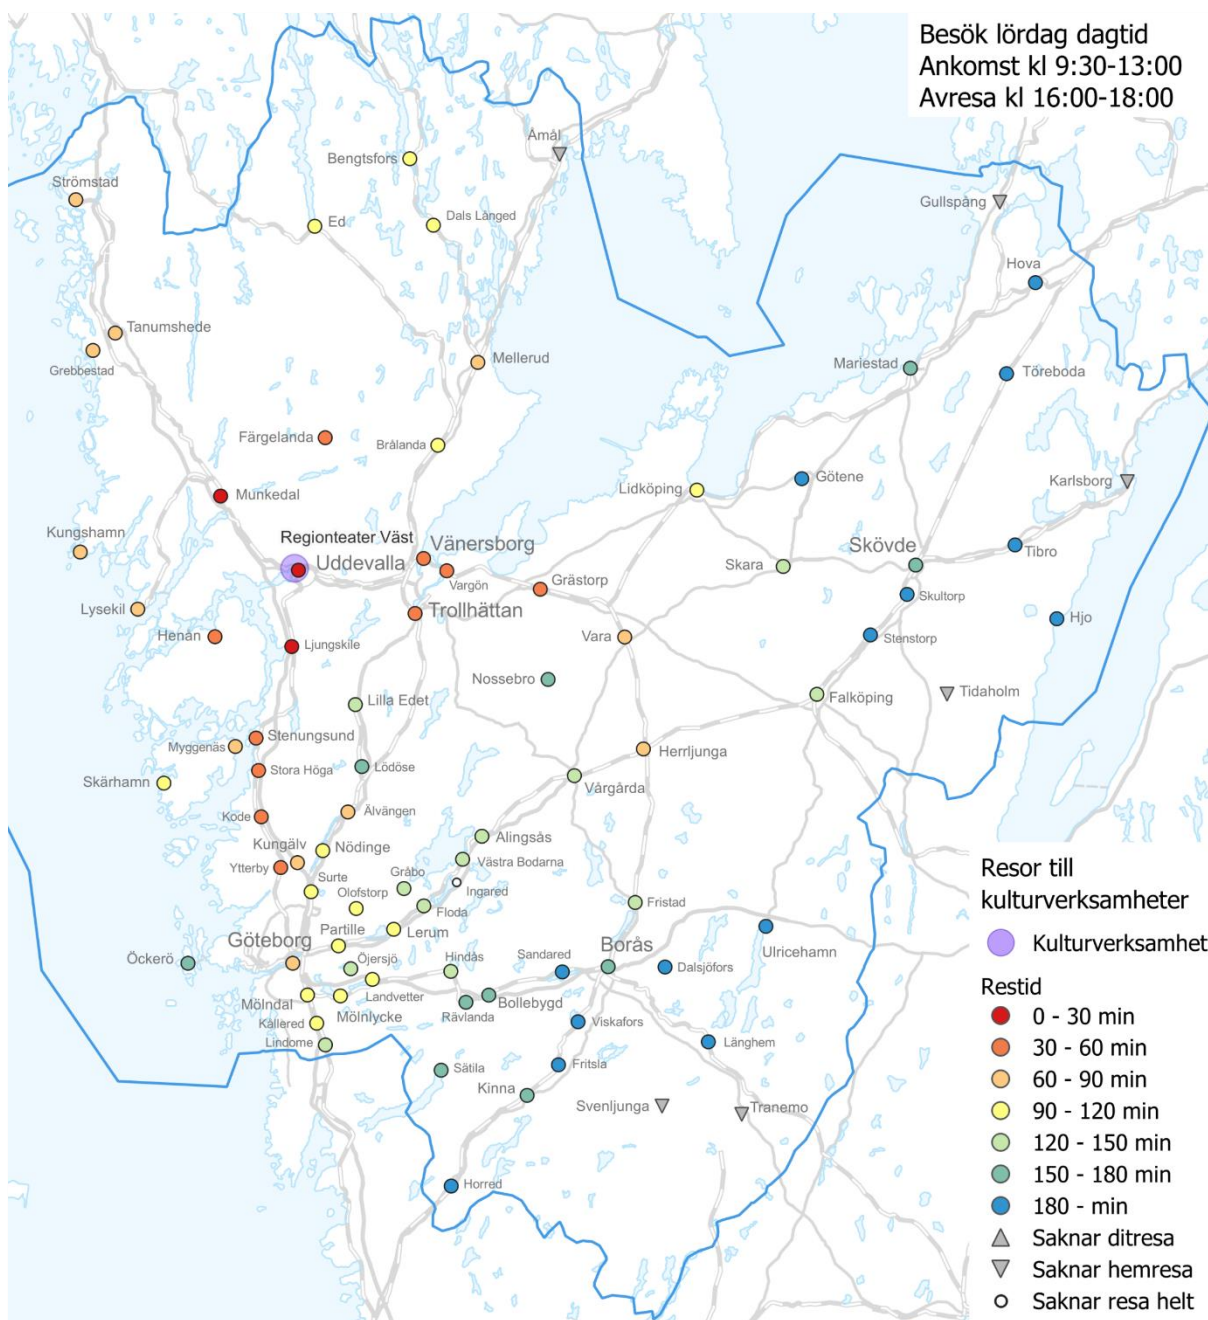 Besök lördag dagtid
Ankomst kl 9:30-13:00
Avresa kl 16:00-18:00
Åmål
Bengtsfors
Strömstad
Gullspång
Dals Långed
Ed
Hova
Tanumshede
Mellerud
Grebbestad
Mariestad
Töreboda
Färgelanda
Brålanda
Götene
Karlsborg
Lidköping
Munkedal
Kungshamn
Regionteater Väst
Vänersborg
Skövde
Uddevalla
Tibro
Skara
Vargön
Grästorp
Skultorp
Lysekil
Trollhättan
Hjo
Henån
Ljungskile
Vara
Stenstorp
Nossebro
Tidaholm
Falköping
Lilla Edet
Stenungsund
Myggenäs
Herrljunga
Stora Höga
Lödöse
Skärhamn
Vårgårda
Kode
Älvängen
Alingsås
Kungälv
Nödinge
Västra Bodarna
Ytterby
Surte
Gråbo
Ingared
Olofstorp
Fristad
Floda
Partille
Lerum
Ulricehamn
Göteborg
Borås
Öckerö
Öjersjö
Hindås
Sandared
Dalsjöfors
Landvetter
Mölndal
Bollebygd
Mölnlycke
Rävlanda
Kållered
Viskafors
Lindome
Länghem
Sätila
Fritsla
Kinna
Svenljunga
Tranemo
Horred
Resor till
kulturverksamheter
Kulturverksamhet
Restid
0 - 30 min
30 - 60 min
60 - 90 min
90 - 120 min
120 - 150 min
150 - 180 min
180 - min
Saknar ditresa
Saknar hemresa
Saknar resa helt